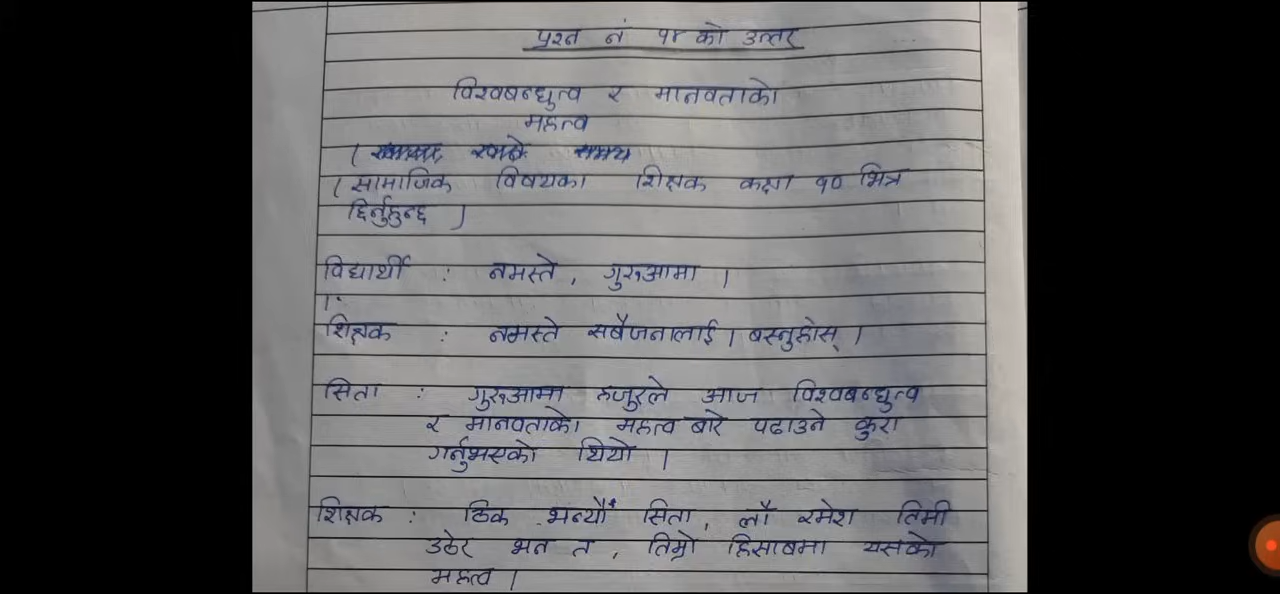 प्रश्न नं १४ को उत्तर
विश्वबन्धुत्व र मानवताको
महत्व
(सामाजिक विषयका शिक्षक कक्षा १० भित्र
छिर्नुहुन्छ )
विद्यार्थी : नमस्ते, गुरुआमा ।
शिक्षक : नमस्ते सबैजनालाई । बस्नुहोस् ।
सिता : गुरुआमा हजुरले आज विश्वबन्धुत्व
र मानवताको महत्व बारे पढाउने कुरा
गर्नुभएको थियो ।
शिक्षक : ठिक भन्यौं सिता, लौ रमेश तिमी
उठेर भन त, तिम्रो हिसाबमा यसको
महत्व ।